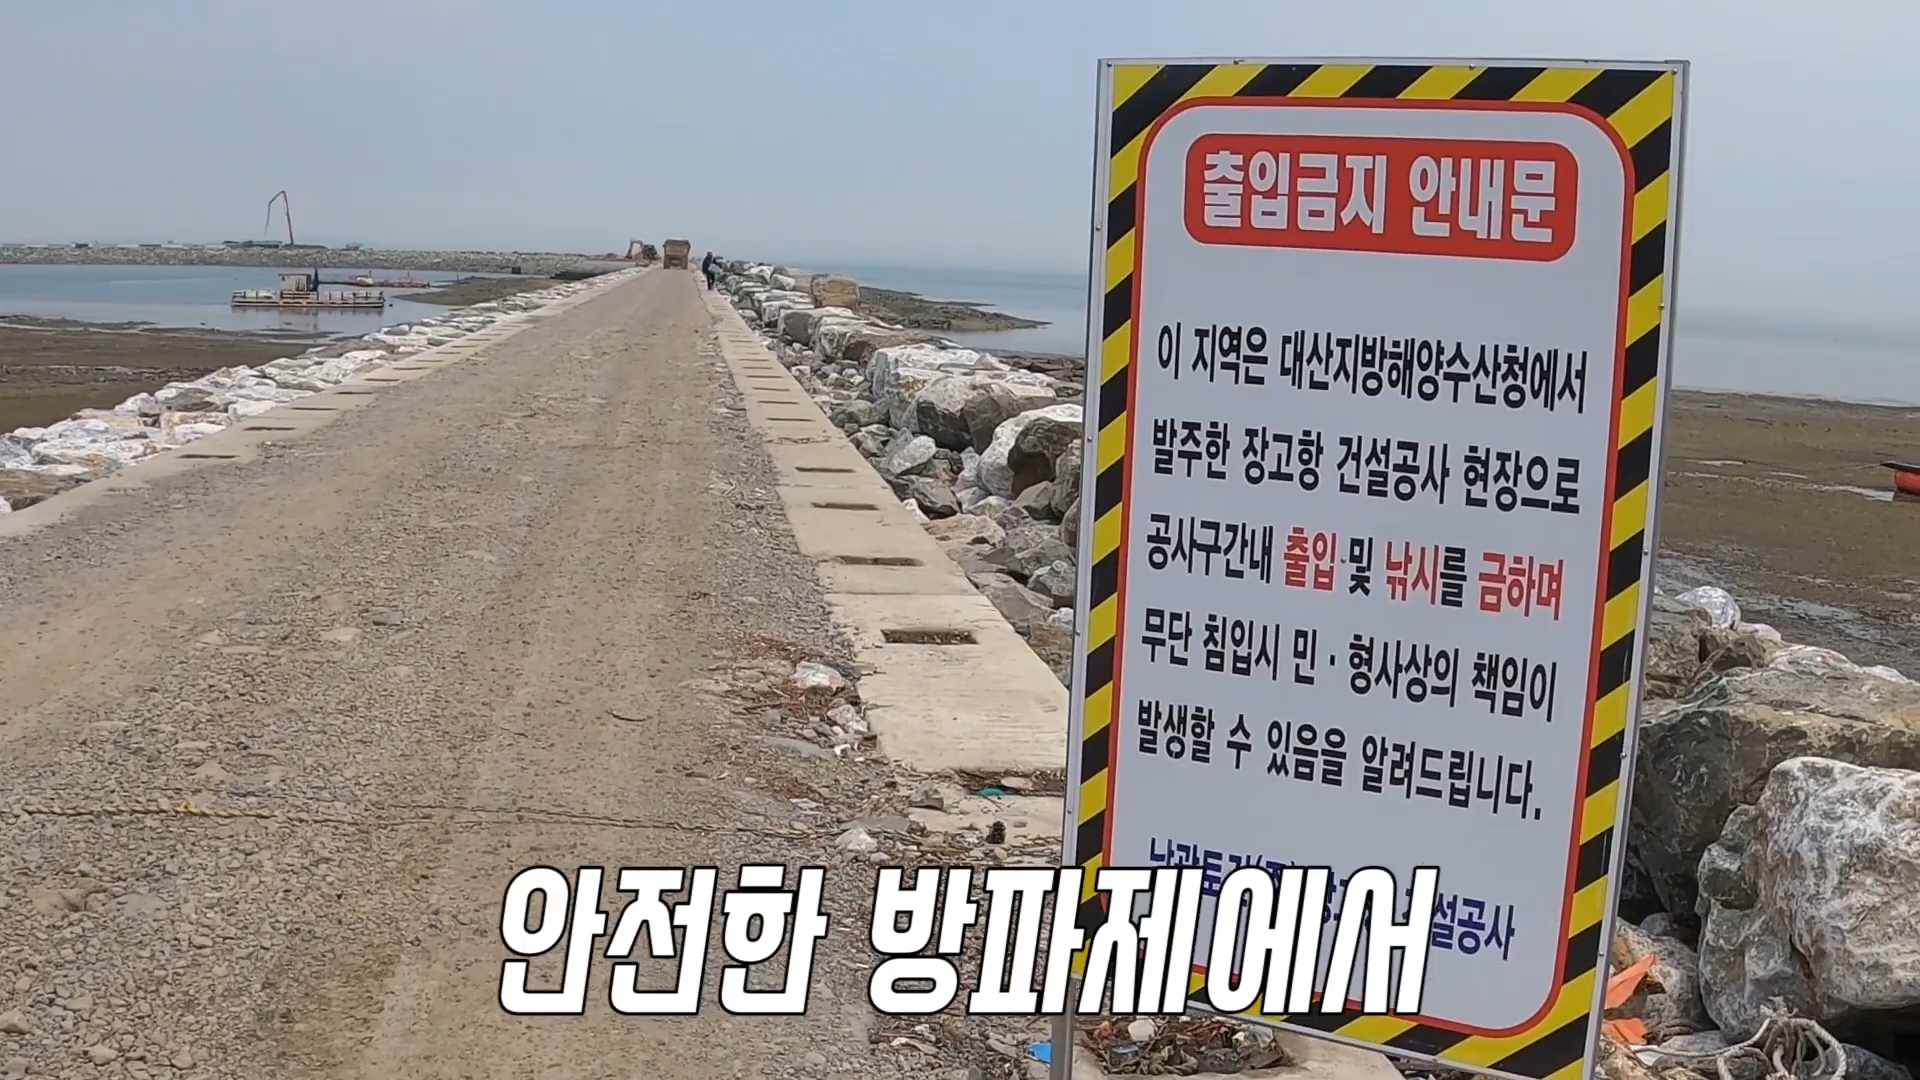 출입금지 안내문
이 지역은 대산지방해양수산청에서
발주한 장고항 건설공사 현장으로
공사구간내 출입 및 낚시를 금하며
무단 침입시 민·형사상의 책임이
발생할 수 있음을 알려드립니다.
안전한 방파제에서